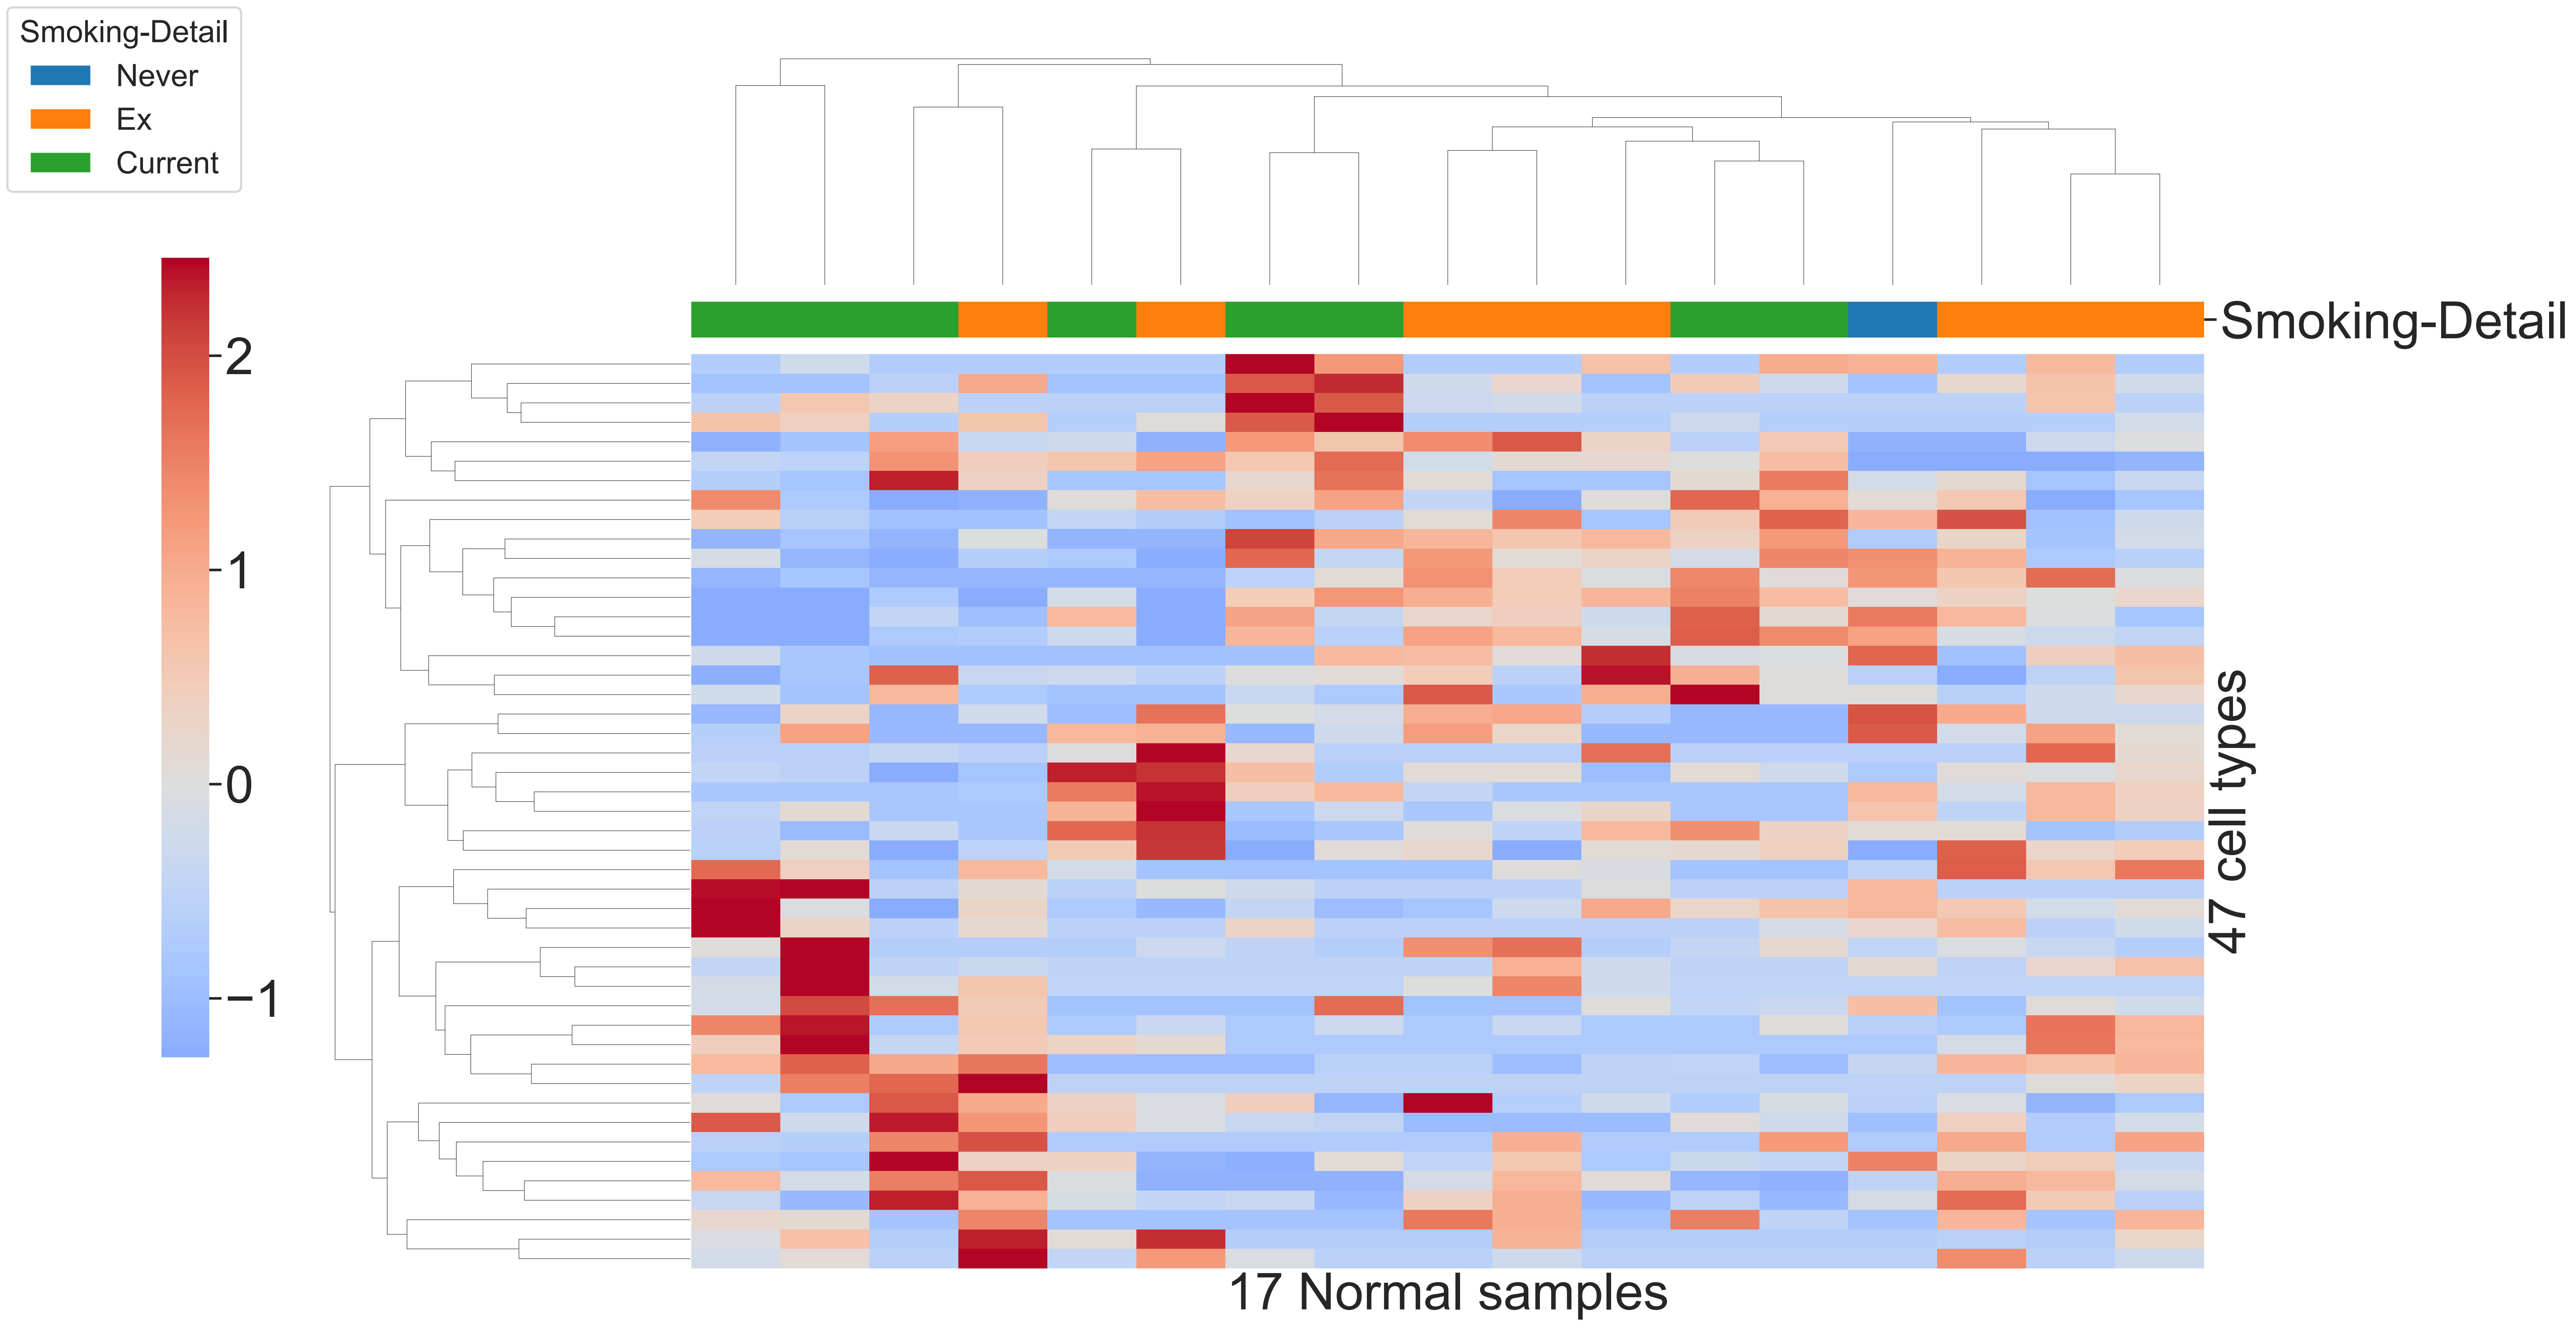 Smoking-Detail
Never
Ex
Current
2
1
0
−1
Smoking-Detail
47 cell types
17 Normal samples